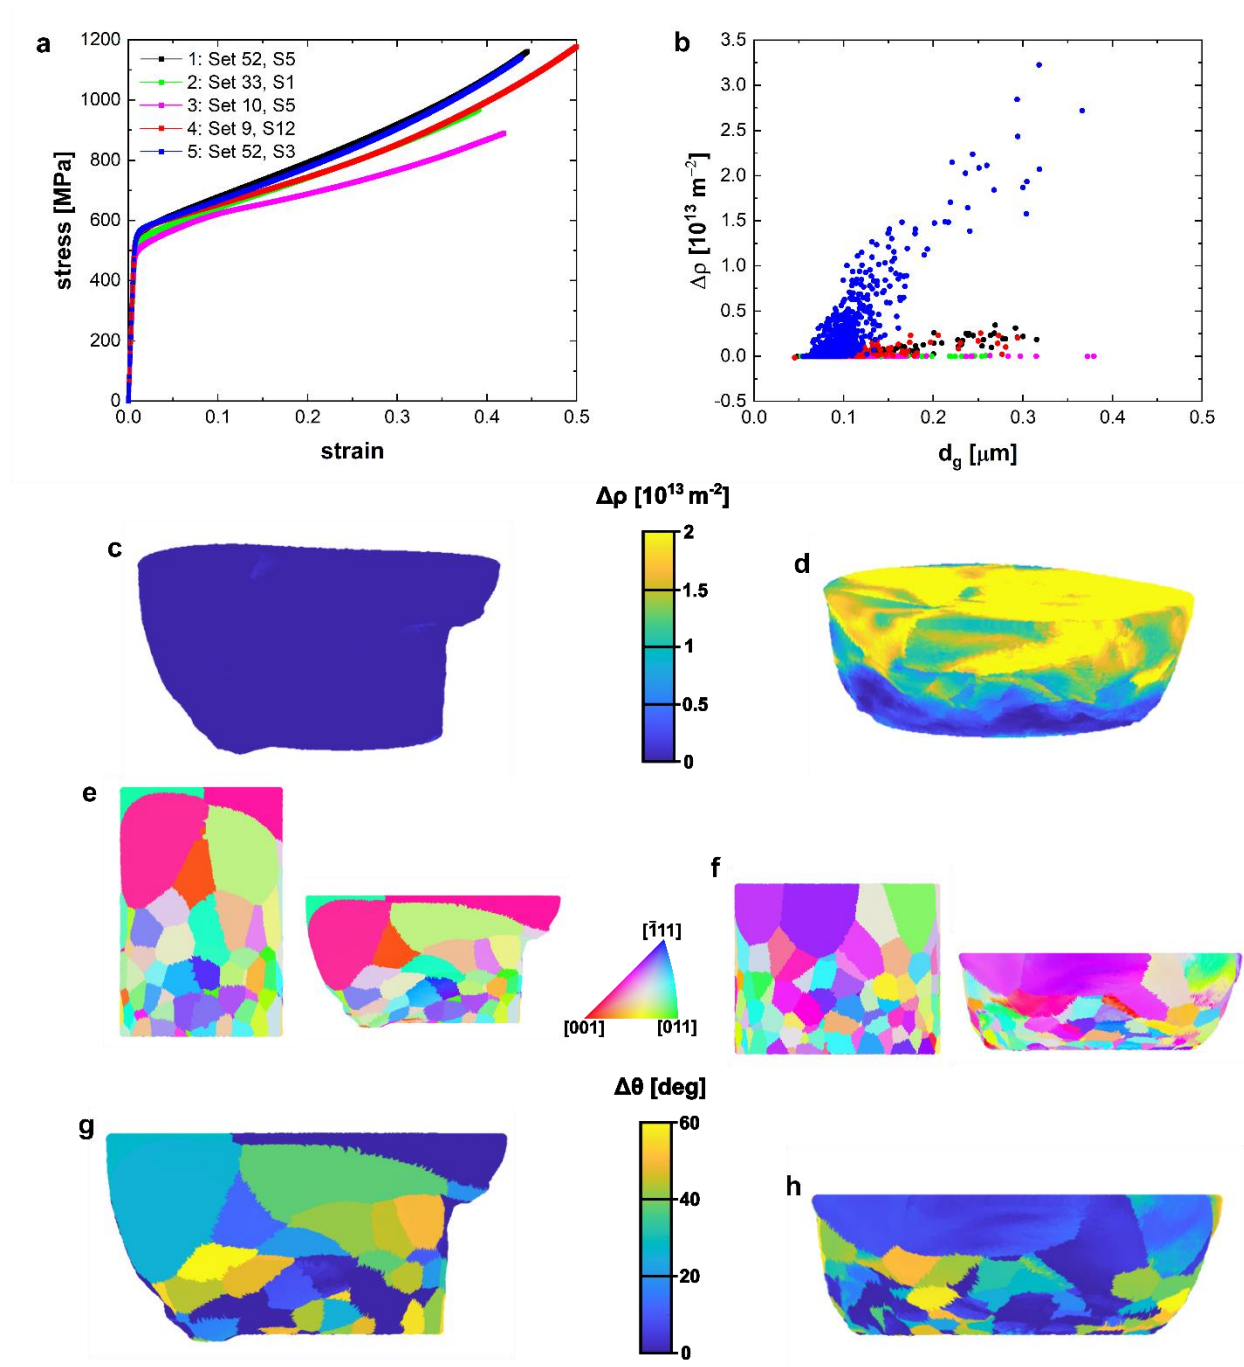 a
1200
1000
800
600
400
200
0
stress [MPa]
1: Set 52, S5
2: Set 33, S1
3: Set 10, S5
4: Set 9, S12
5: Set 52, S3
0.0 0.1 0.2 0.3 0.4 0.5
strain
b
3.5
3.0
2.5
2.0
1.5
1.0
0.5
0.0
-0.5
Δρ [10¹³ m⁻²]
0.0 0.1 0.2 0.3 0.4 0.5
d_g [μm]
Δρ [10¹³ m⁻²]
c
2
1.5
1
0.5
0
d
e
[1̄11]
[001] [011]
f
Δθ [deg]
g
60
40
20
0
h